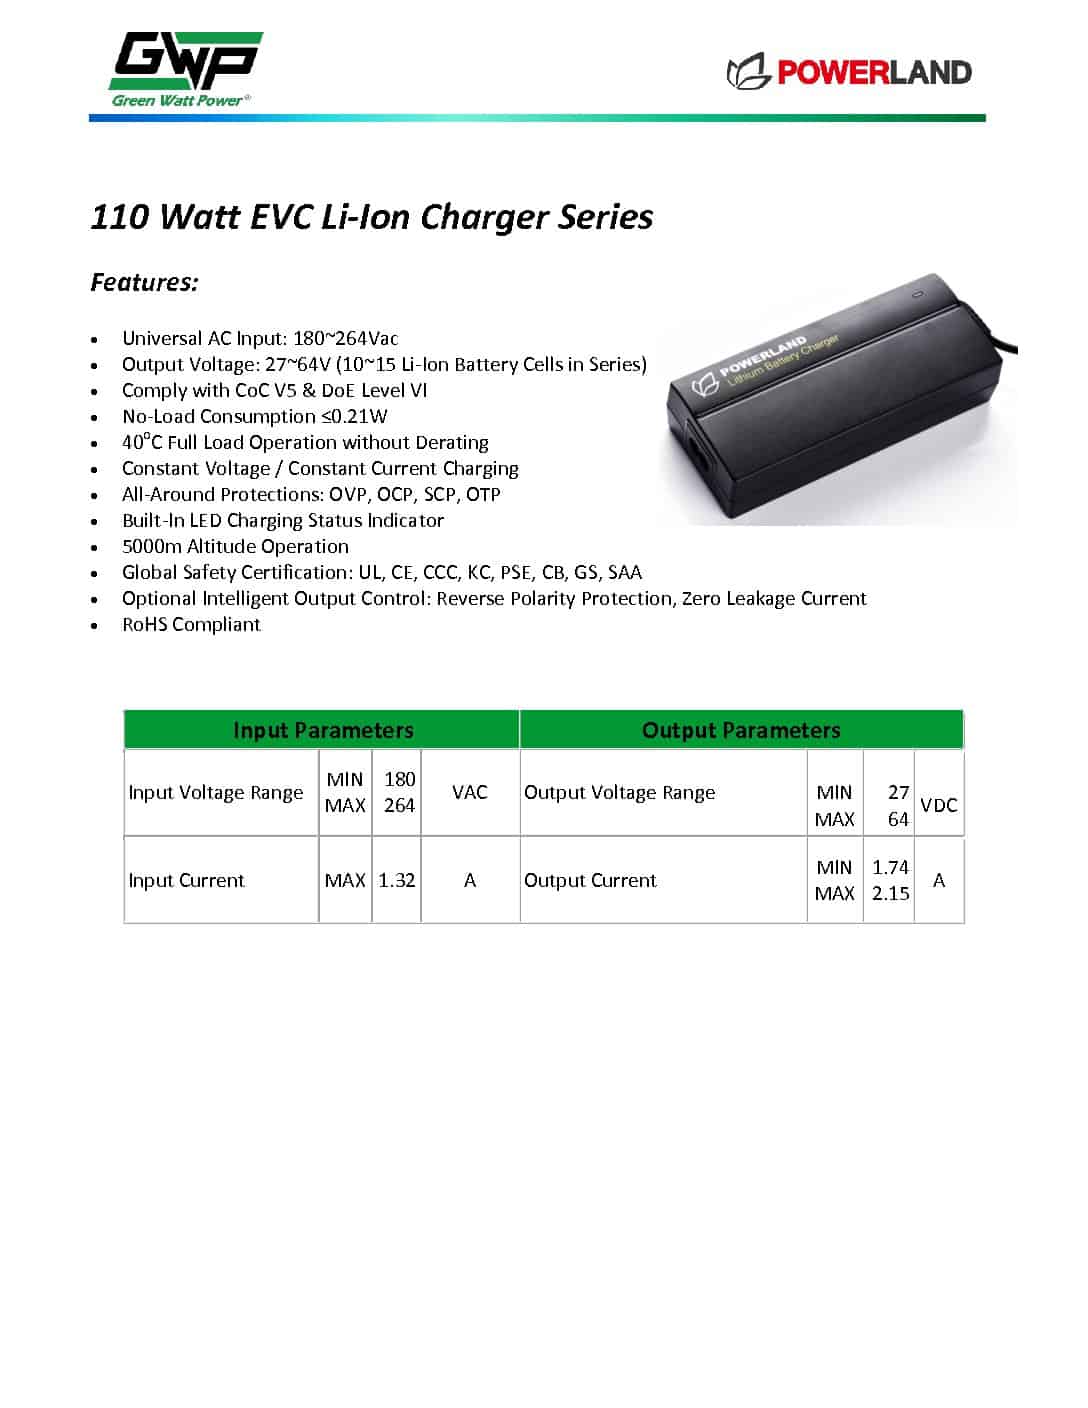 GWP
Green Watt Power®
POWERLAND
110 Watt EVC Li-Ion Charger Series
Features:
• Universal AC Input: 180~264Vac
• Output Voltage: 27~64V (10~15 Li-Ion Battery Cells in Series)
• Comply with CoC V5 & DoE Level VI
• No-Load Consumption ≤0.21W
• 40°C Full Load Operation without Derating
• Constant Voltage / Constant Current Charging
• All-Around Protections: OVP, OCP, SCP, OTP
• Built-In LED Charging Status Indicator
• 5000m Altitude Operation
• Global Safety Certification: UL, CE, CCC, KC, PSE, CB, GS, SAA
• Optional Intelligent Output Control: Reverse Polarity Protection, Zero Leakage Current
• RoHS Compliant
POWERLAND
Lithium Battery Charger
Input Parameters Output Parameters
Input Voltage Range MIN 180 VAC Output Voltage Range MIN 27 VDC
MAX 264 MAX 64
Input Current MAX 1.32 A Output Current MIN 1.74 A
MAX 2.15